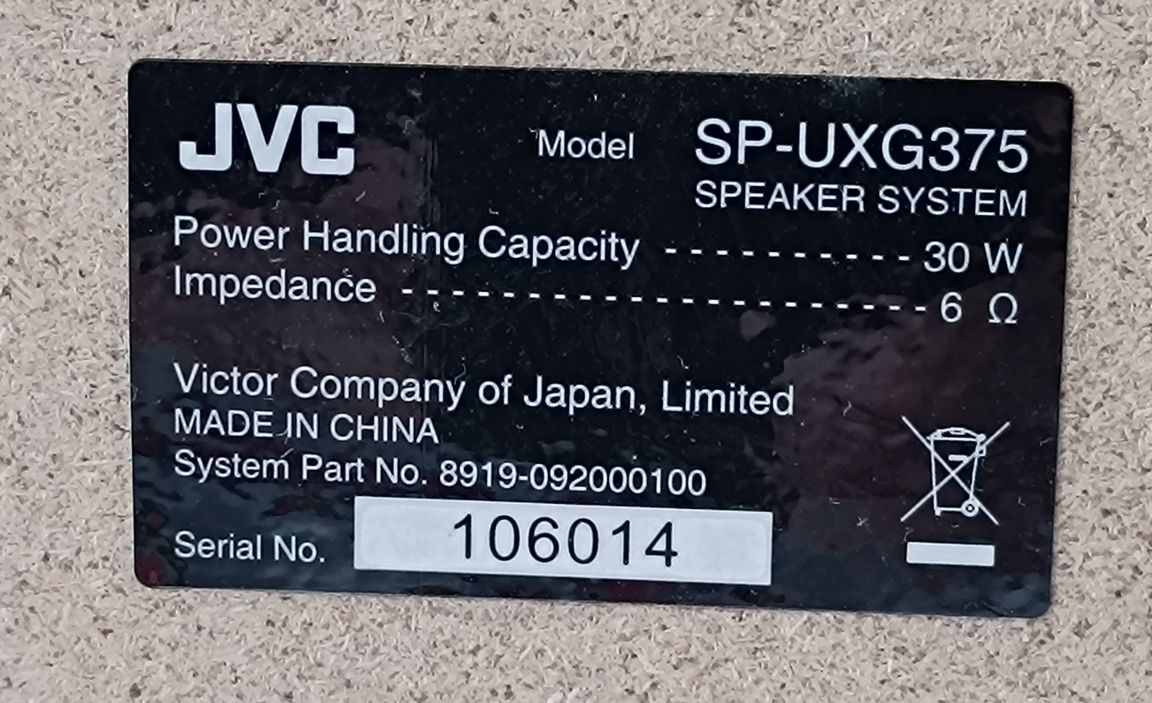 JVC Model SP-UXG375
SPEAKER SYSTEM
Power Handling Capacity ---------- 30 W
Impedance --------------------- 6 Ω
Victor Company of Japan, Limited
MADE IN CHINA
System Part No. 8919-092000100
Serial No. 106014